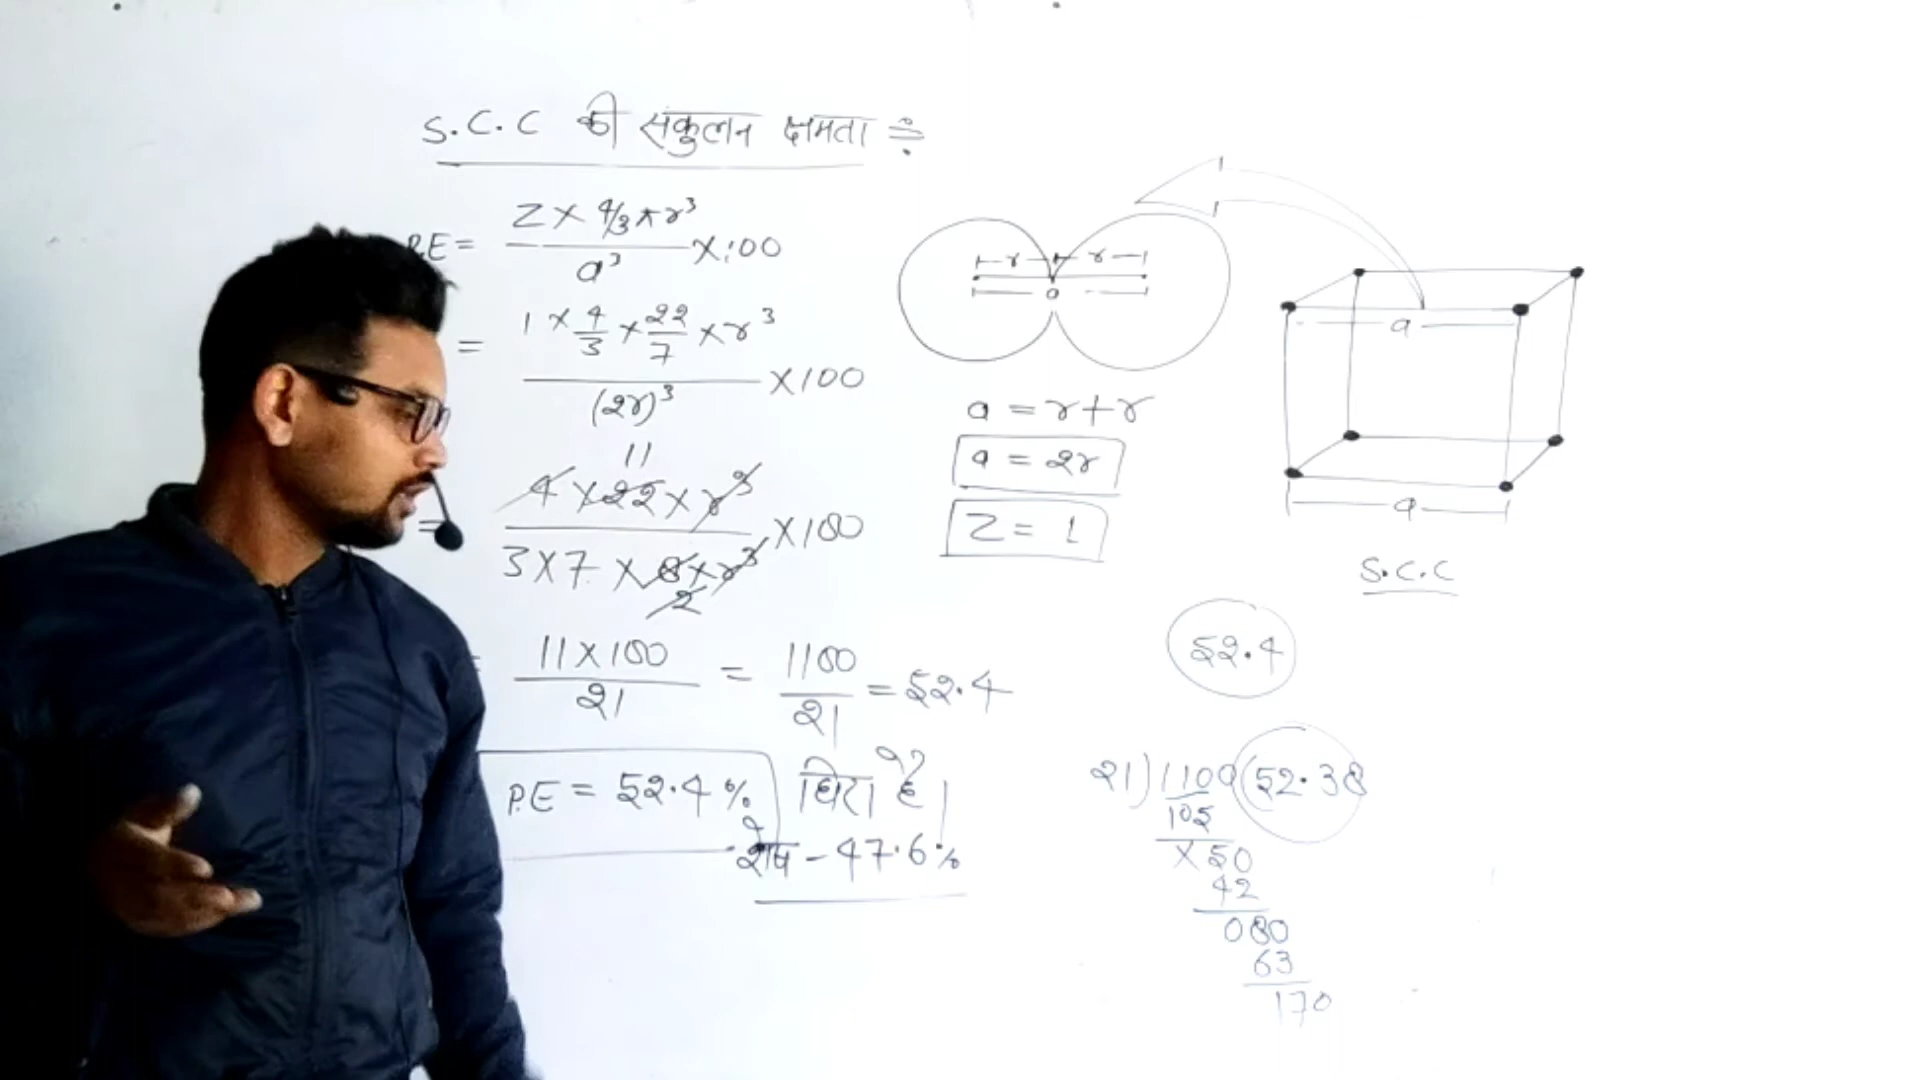 S.C.C की संकुलन क्षमता ÷
P.E = Z × 4/3 π r³ / a³ × 100
= 1 × 4/3 × 22/7 × r³ / (2r)³ × 100
11
= 4 × 22 × r³ / 3 × 7 × 8 × r³ × 100
2
= 11 × 100 / 21 = 1100 / 21 = 52.4
P.E = 52.4 % घिरा है।
शेष - 47.6 %
r r
a
a = r + r
a = 2r
Z = 1
a
a
S.C.C
52.4
21) 1100 (52.38
105
× 50
42
080
63
170